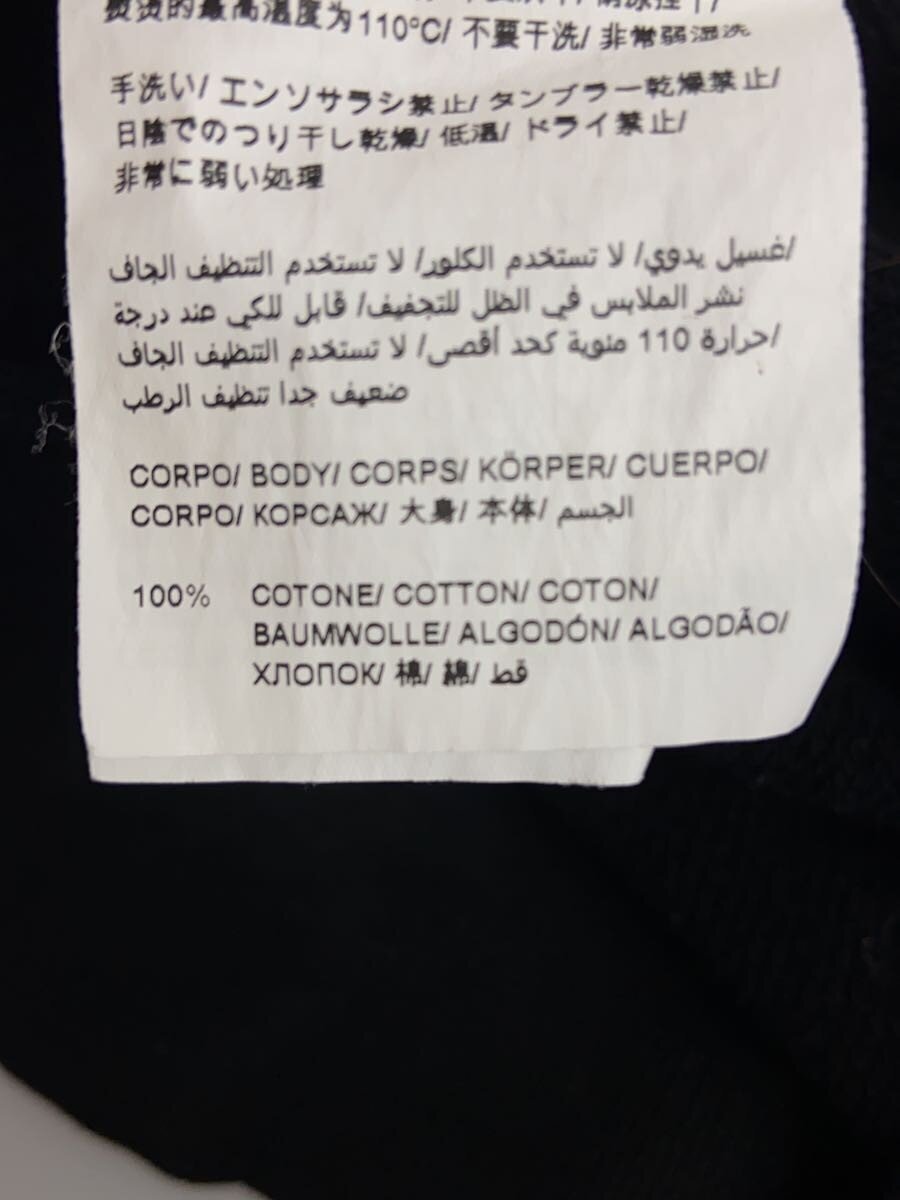 熨烫的最高温度为110°C/ 不要干洗/ 非常弱湿洗
手洗い/ エンソサラシ禁止/ タンブラー乾燥禁止/
日陰でのつり干し乾燥/ 低温/ ドライ禁止/
非常に弱い処理
غسيل يدوي/ لا تستخدم الكلور/ لا تستخدم التنظيف الجاف/
نشر الملابس في الظل للتجفيف/ قابل للكي عند درجة
حرارة 110 مئوية كحد أقصى/ لا تستخدم التنظيف الجاف/
ضعيف جدا تنظيف الرطب
CORPO/ BODY/ CORPS/ KÖRPER/ CUERPO/
CORPO/ КОРСАЖ/ 大身/ 本体/ الجسم
100% COTONE/ COTTON/ COTON/
BAUMWOLLE/ ALGODÓN/ ALGODÃO/
ХЛОПОК/ 棉/ 綿/ قط